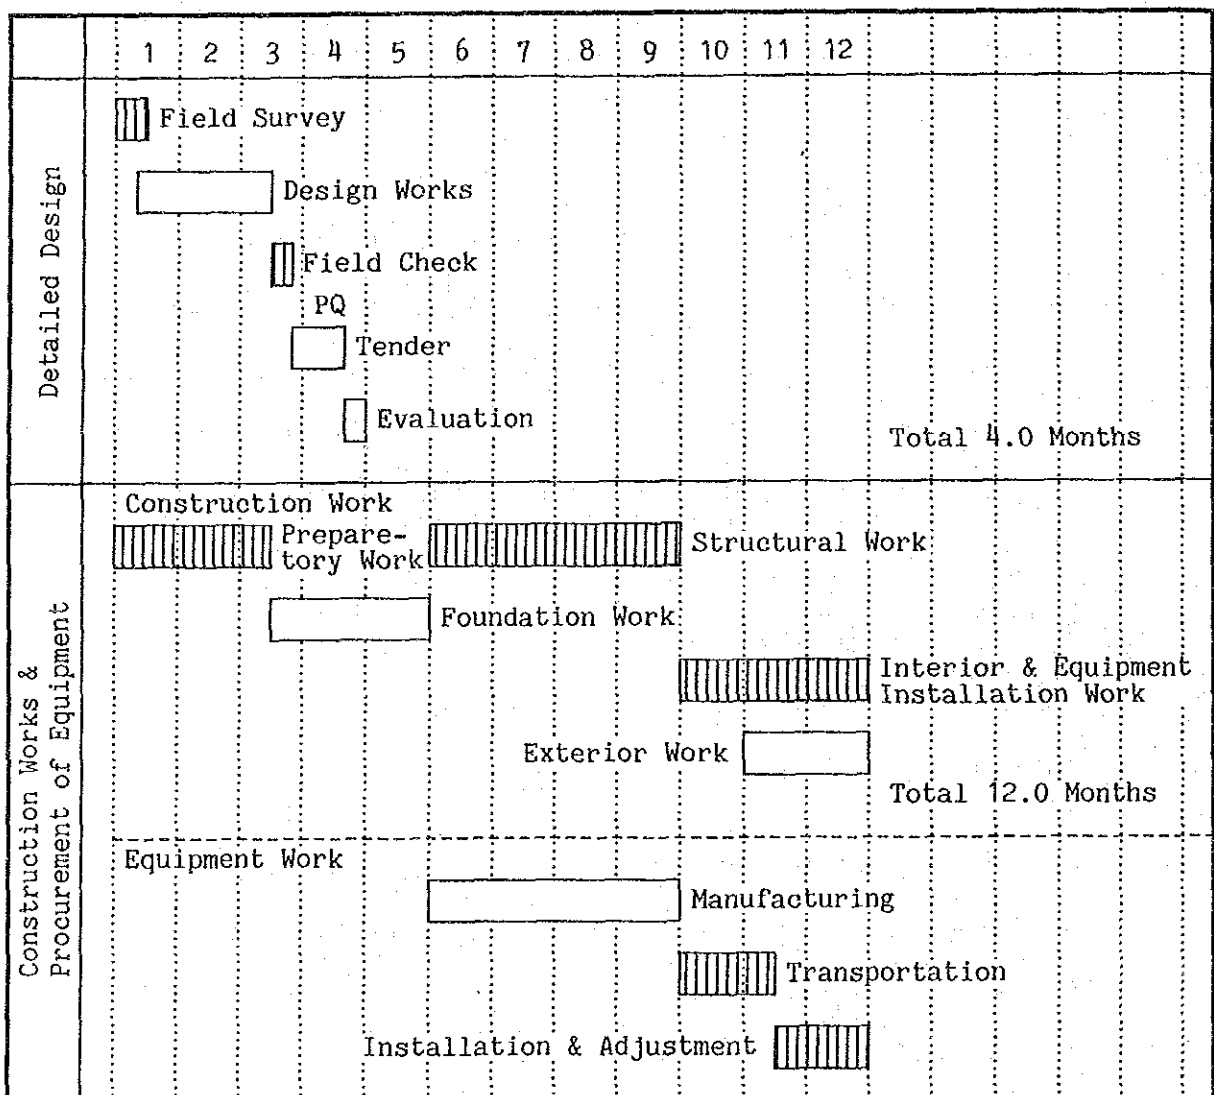 1 2 3 4 5 6 7 8 9 10 11 12
Detailed Design
Field Survey
Design Works
Field Check
PQ
Tender
Evaluation
Total 4.0 Months
Construction Works &
Procurement of Equipment
Construction Work
Prepare-
tory Work
Structural Work
Foundation Work
Interior & Equipment
Installation Work
Exterior Work
Total 12.0 Months
Equipment Work
Manufacturing
Transportation
Installation & Adjustment